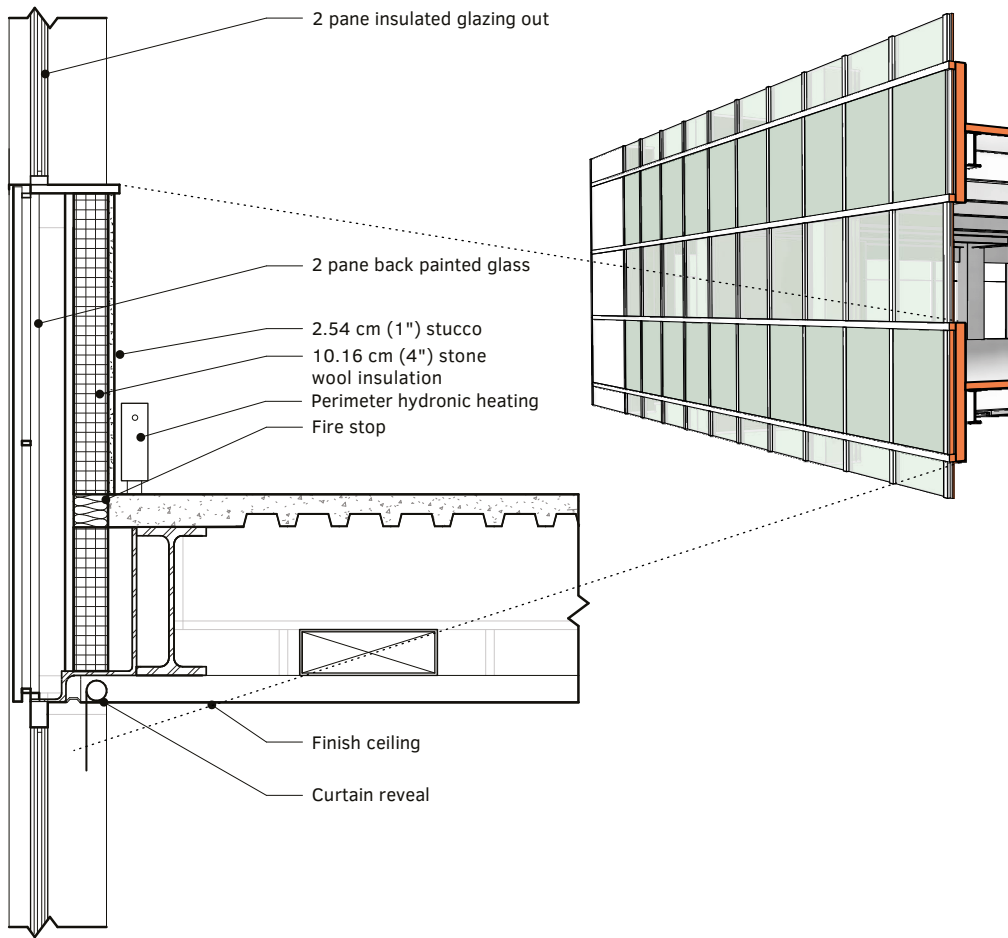 2 pane insulated glazing out
2 pane back painted glass
2.54 cm (1") stucco
10.16 cm (4") stone
wool insulation
Perimeter hydronic heating
Fire stop
Finish ceiling
Curtain reveal